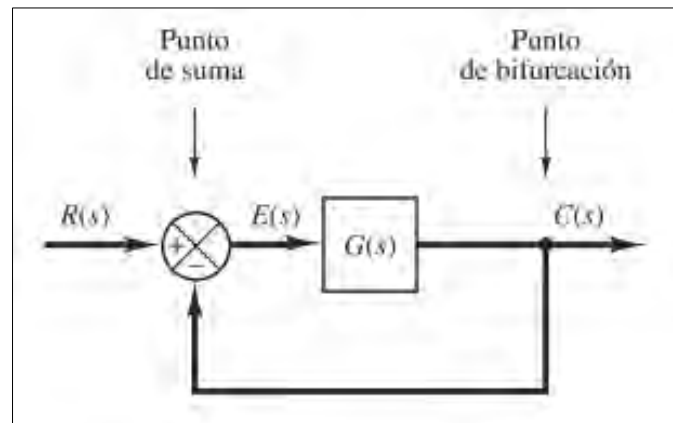 Punto
de suma
Punto
de bifurcación
R(s)
+
−
E(s)
G(s)
C(s)